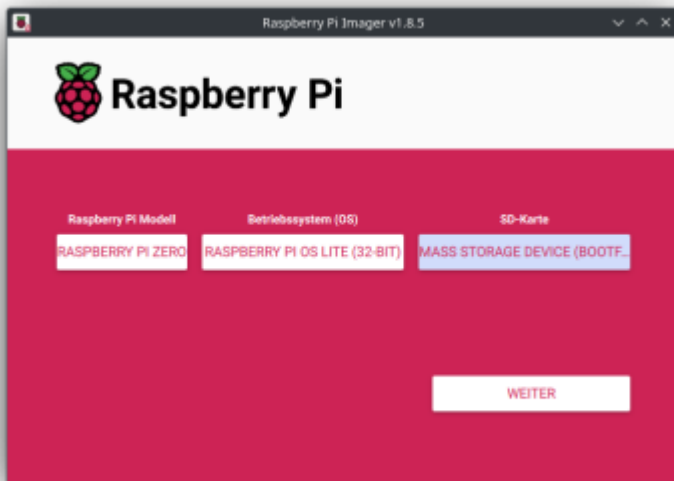 Raspberry Pi Imager v1.8.5
Raspberry Pi
Raspberry Pi Modell
Betriebssystem (OS)
SD-Karte
RASPBERRY PI ZERO
RASPBERRY PI OS LITE (32-BIT)
MASS STORAGE DEVICE (BOOTF...
WEITER